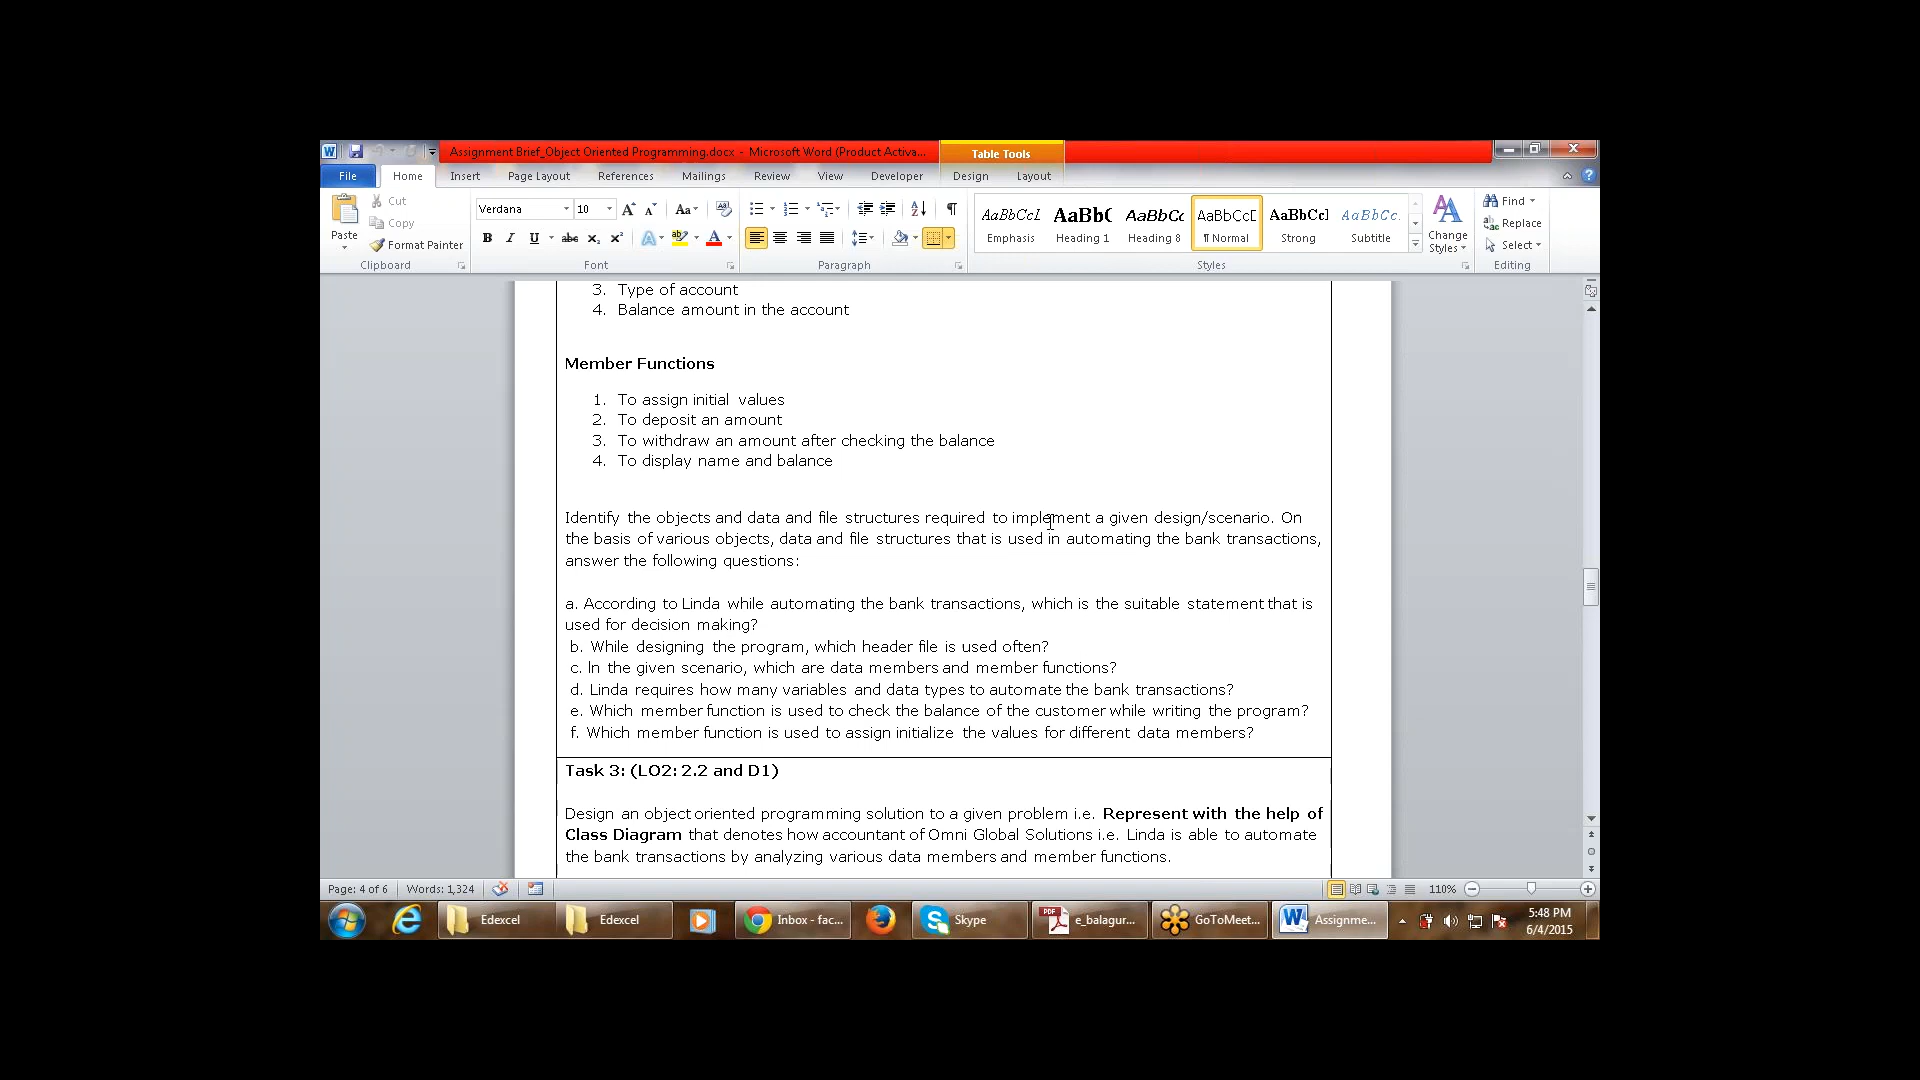 Assignment Brief_Object Oriented Programming.docx - Microsoft Word (Product Activa...
Table Tools
File Home Insert Page Layout References Mailings Review View Developer Design Layout
Paste
Cut
Copy
Format Painter
Verdana 10
AaBbCcI AaBb( AaBbCc AaBbCcD AaBbCcI AaBbCc.
Emphasis Heading 1 Heading 8 ¶ Normal Strong Subtitle
Change Styles
Find
Replace
Select
Clipboard Font Paragraph Styles Editing
3. Type of account
4. Balance amount in the account
Member Functions
1. To assign initial values
2. To deposit an amount
3. To withdraw an amount after checking the balance
4. To display name and balance
Identify the objects and data and file structures required to implement a given design/scenario. On
the basis of various objects, data and file structures that is used in automating the bank transactions,
answer the following questions:
a. According to Linda while automating the bank transactions, which is the suitable statement that is
used for decision making?
b. While designing the program, which header file is used often?
c. In the given scenario, which are data members and member functions?
d. Linda requires how many variables and data types to automate the bank transactions?
e. Which member function is used to check the balance of the customer while writing the program?
f. Which member function is used to assign initialize the values for different data members?
Task 3: (LO2: 2.2 and D1)
Design an object oriented programming solution to a given problem i.e. Represent with the help of
Class Diagram that denotes how accountant of Omni Global Solutions i.e. Linda is able to automate
the bank transactions by analyzing various data members and member functions.
Page: 4 of 6 Words: 1,324 110%
Edexcel Edexcel Inbox - fac... Skype e_balagur... GoToMeet... Assignme...
5:48 PM
6/4/2015